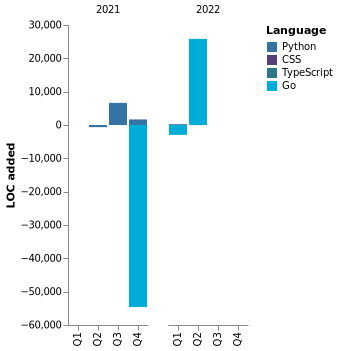 2021 2022
Language
Python
CSS
TypeScript
Go
LOC added
30,000
20,000
10,000
0
−10,000
−20,000
−30,000
−40,000
−50,000
−60,000
Q1 Q2 Q3 Q4 Q1 Q2 Q3 Q4